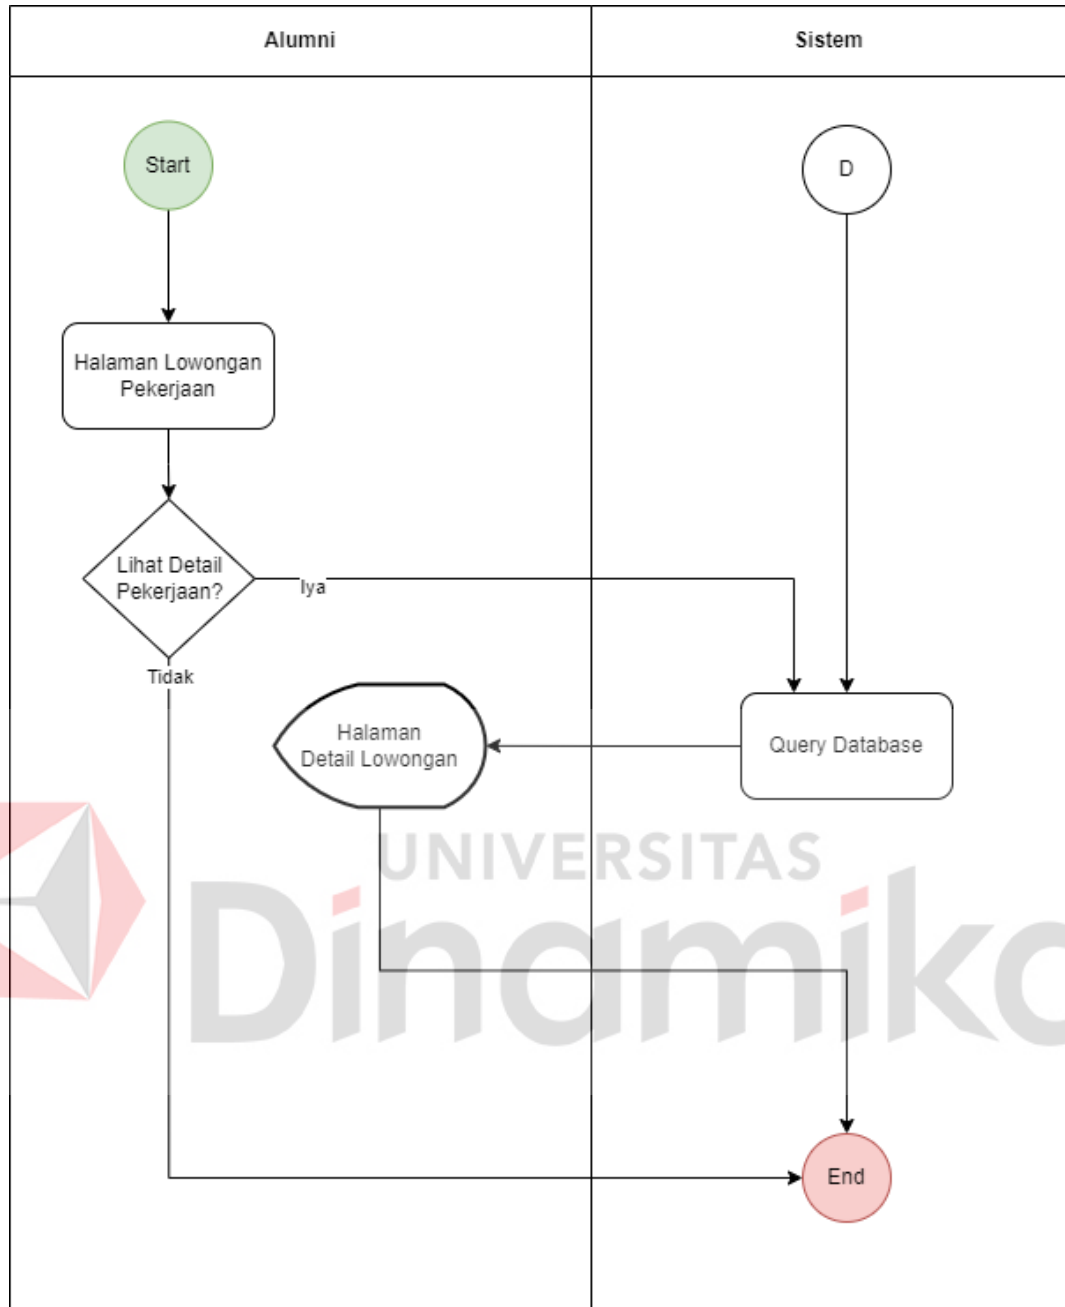 Alumni
Sistem
Start
D
Halaman Lowongan
Pekerjaan
Lihat Detail
Pekerjaan?
Iya
Tidak
Halaman
Detail Lowongan
Query Database
UNIVERSITAS
Dinamika
End